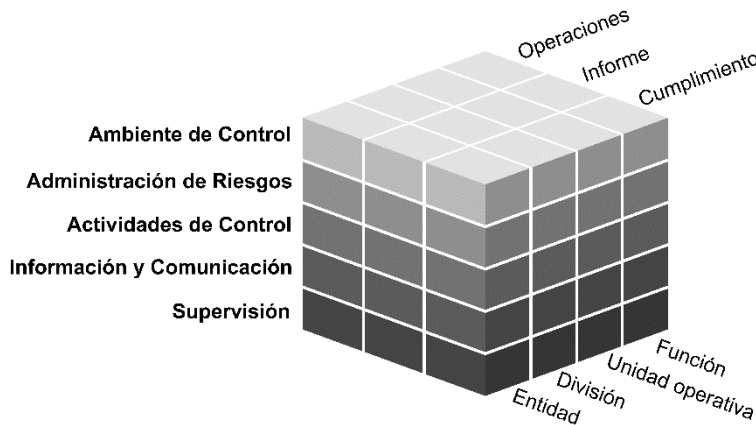 Operaciones
Informe
Cumplimiento
Ambiente de Control
Administración de Riesgos
Actividades de Control
Información y Comunicación
Supervisión
Función
Unidad operativa
División
Entidad